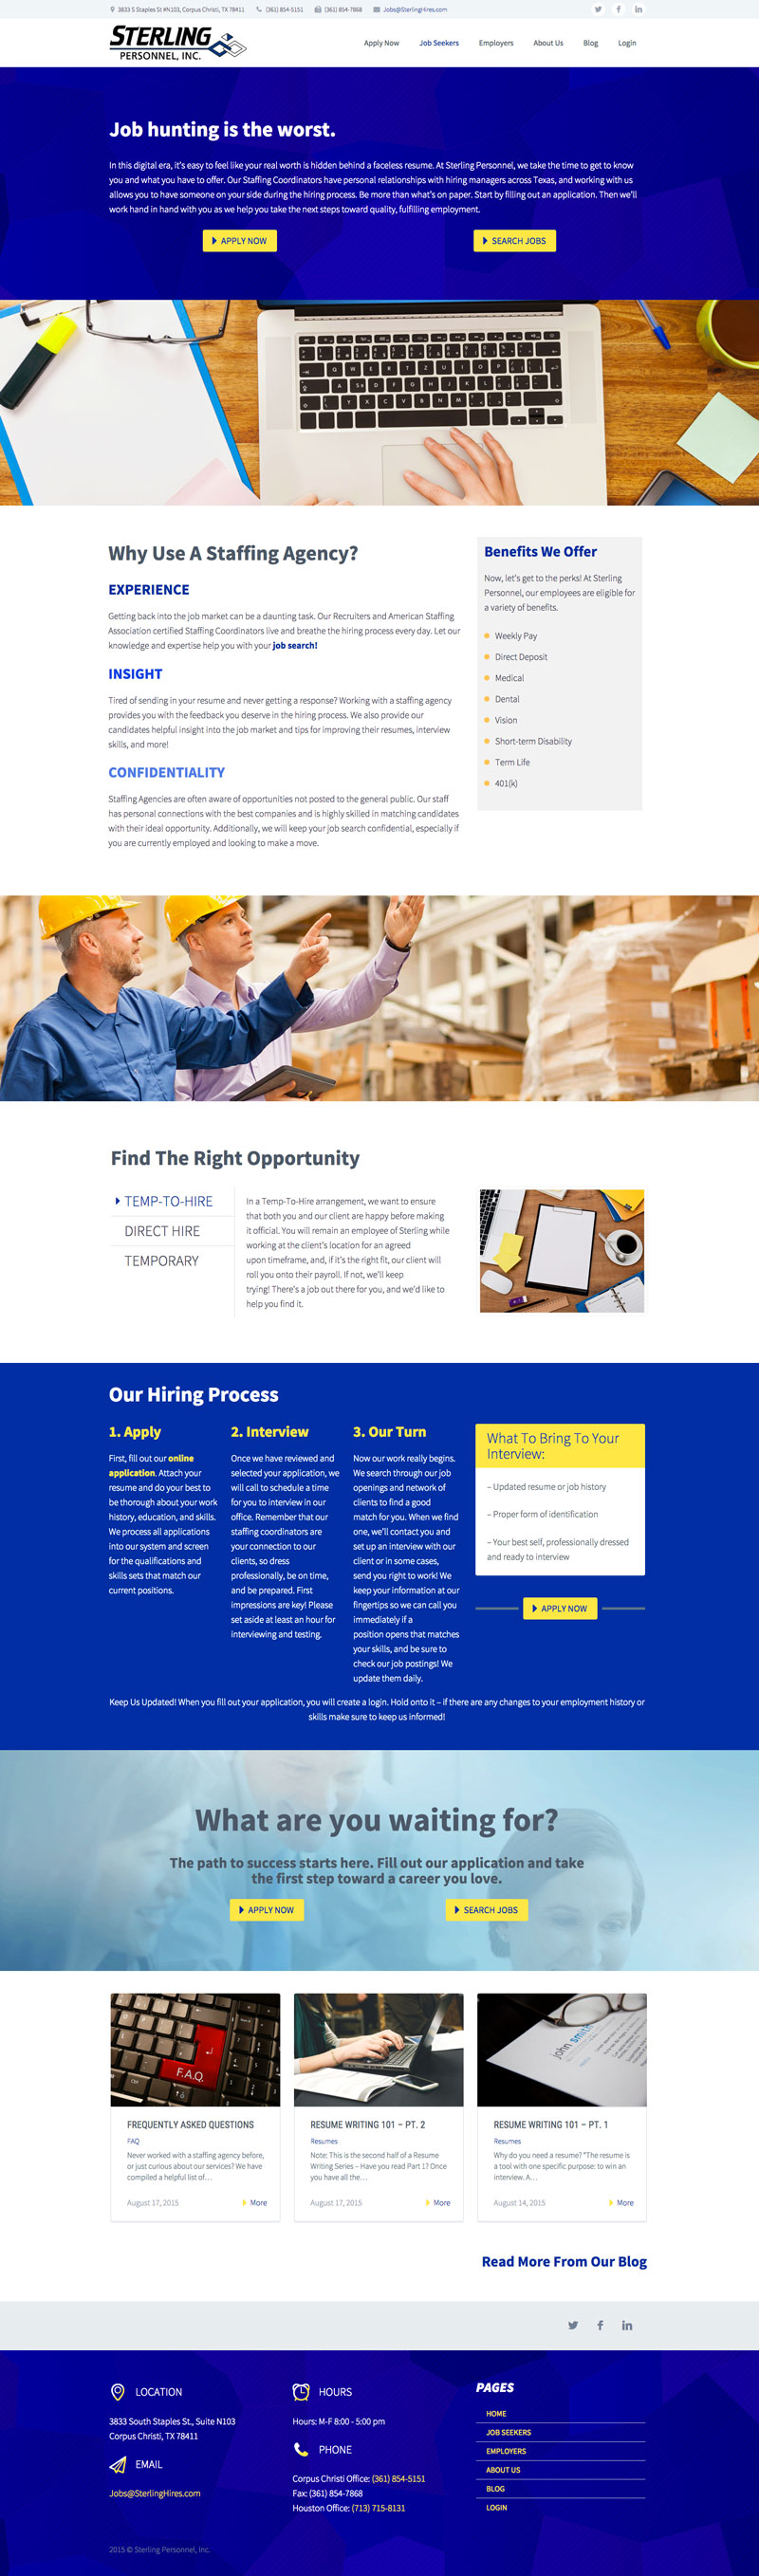 3833 S Staples St #N103, Corpus Christi, TX 78411 (361) 854-5151 (361) 854-7868 Jobs@SterlingHires.com
STERLING
PERSONNEL, INC.
Apply Now Job Seekers Employers About Us Blog Login
Job hunting is the worst.
In this digital era, it's easy to feel like your real worth is hidden behind a faceless resume. At Sterling Personnel, we take the time to get to know
you and what you have to offer. Our Staffing Coordinators have personal relationships with hiring managers across Texas, and working with us
allows you to have someone on your side during the hiring process. Be more than what's on paper. Start by filling out an application. Then we'll
work hand in hand with you as we help you take the next steps toward quality, fulfilling employment.
APPLY NOW SEARCH JOBS
Why Use A Staffing Agency?
EXPERIENCE
Getting back into the job market can be a daunting task. Our Recruiters and American Staffing
Association certified Staffing Coordinators live and breathe the hiring process every day. Let our
knowledge and expertise help you with your job search!
INSIGHT
Tired of sending in your resume and never getting a response? Working with a staffing agency
provides you with the feedback you deserve in the hiring process. We also provide our
candidates helpful insight into the job market and tips for improving their resumes, interview
skills, and more!
CONFIDENTIALITY
Staffing Agencies are often aware of opportunities not posted to the general public. Our staff
has personal connections with the best companies and is highly skilled in matching candidates
with their ideal opportunity. Additionally, we will keep your job search confidential, especially if
you are currently employed and looking to make a move.
Benefits We Offer
Now, let's get to the perks! At Sterling
Personnel, our employees are eligible for
a variety of benefits.
Weekly Pay
Direct Deposit
Medical
Dental
Vision
Short-term Disability
Term Life
401(k)
Find The Right Opportunity
TEMP-TO-HIRE
DIRECT HIRE
TEMPORARY
In a Temp-To-Hire arrangement, we want to ensure
that both you and our client are happy before making
it official. You will remain an employee of Sterling while
working at the client's location for an agreed
upon timeframe, and, if it's the right fit, our client will
roll you onto their payroll. If not, we'll keep
trying! There's a job out there for you, and we'd like to
help you find it.
Our Hiring Process
1. Apply
First, fill out our online
application. Attach your
resume and do your best to
be thorough about your work
history, education, and skills.
We process all applications
into our system and screen
for the qualifications and
skills sets that match our
current positions.
2. Interview
Once we have reviewed and
selected your application, we
will call to schedule a time
for you to interview in our
office. Remember that our
staffing coordinators are
your connection to our
clients, so dress
professionally, be on time,
and be prepared. First
impressions are key! Please
set aside at least an hour for
interviewing and testing.
3. Our Turn
Now our work really begins.
We search through our job
openings and network of
clients to find a good
match for you. When we find
one, we'll contact you and
set up an interview with our
client or in some cases,
send you right to work! We
keep your information at our
fingertips so we can call you
immediately if a
position opens that matches
your skills, and be sure to
check our job postings! We
update them daily.
What To Bring To Your
Interview:
– Updated resume or job history
– Proper form of identification
– Your best self, professionally dressed
and ready to interview
APPLY NOW
Keep Us Updated! When you fill out your application, you will create a login. Hold onto it – if there are any changes to your employment history or
skills make sure to keep us informed!
What are you waiting for?
The path to success starts here. Fill out our application and take
the first step toward a career you love.
APPLY NOW SEARCH JOBS
F.A.Q.
FREQUENTLY ASKED QUESTIONS
FAQ
Never worked with a staffing agency before,
or just curious about our services? We have
compiled a helpful list of…
August 17, 2015 More
RESUME WRITING 101 – PT. 2
Resumes
Note: This is the second half of a Resume
Writing Series – Have you read Part 1? Once
you have all the…
August 17, 2015 More
john smith
RESUME WRITING 101 – PT. 1
Resumes
Why do you need a resume? "The resume is
a tool with one specific purpose: to win an
interview. A…
August 14, 2015 More
Read More From Our Blog
LOCATION
3833 South Staples St., Suite N103
Corpus Christi, TX 78411
EMAIL
Jobs@SterlingHires.com
HOURS
Hours: M-F 8:00 - 5:00 pm
PHONE
Corpus Christi Office: (361) 854-5151
Fax: (361) 854-7868
Houston Office: (713) 715-8131
PAGES
HOME
JOB SEEKERS
EMPLOYERS
ABOUT US
BLOG
LOGIN
2015 © Sterling Personnel, Inc.